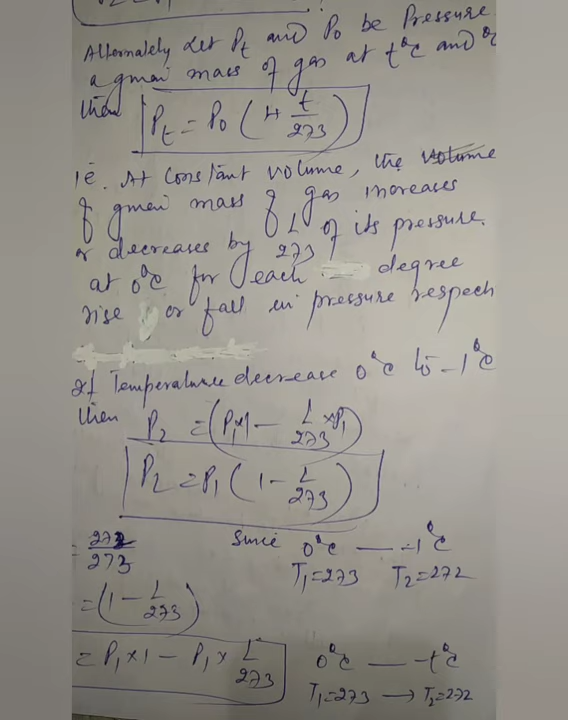 Alternately Let Pt and P0 be Pressure
a given mass of gas at t°C and 0°C
then Pt = P0 (1+ t/273)
ie. At constant volume, the volume
of given mass of gas increases
or decreases by 1/273 of its pressure.
at 0°C for each degree
rise or fall in pressure respech
If Temperature decrease 0°C to -1°C
then P2 = (P1×1 - 1/273 ×P1)
P2 = P1 (1 - 1/273)
= 272/273 Since 0°C — -1°C
T1=273 T2=272
= (1 - 1/273)
= P1×1 - P1× 1/273 0°C — -t°C
T1=273 → T2=272